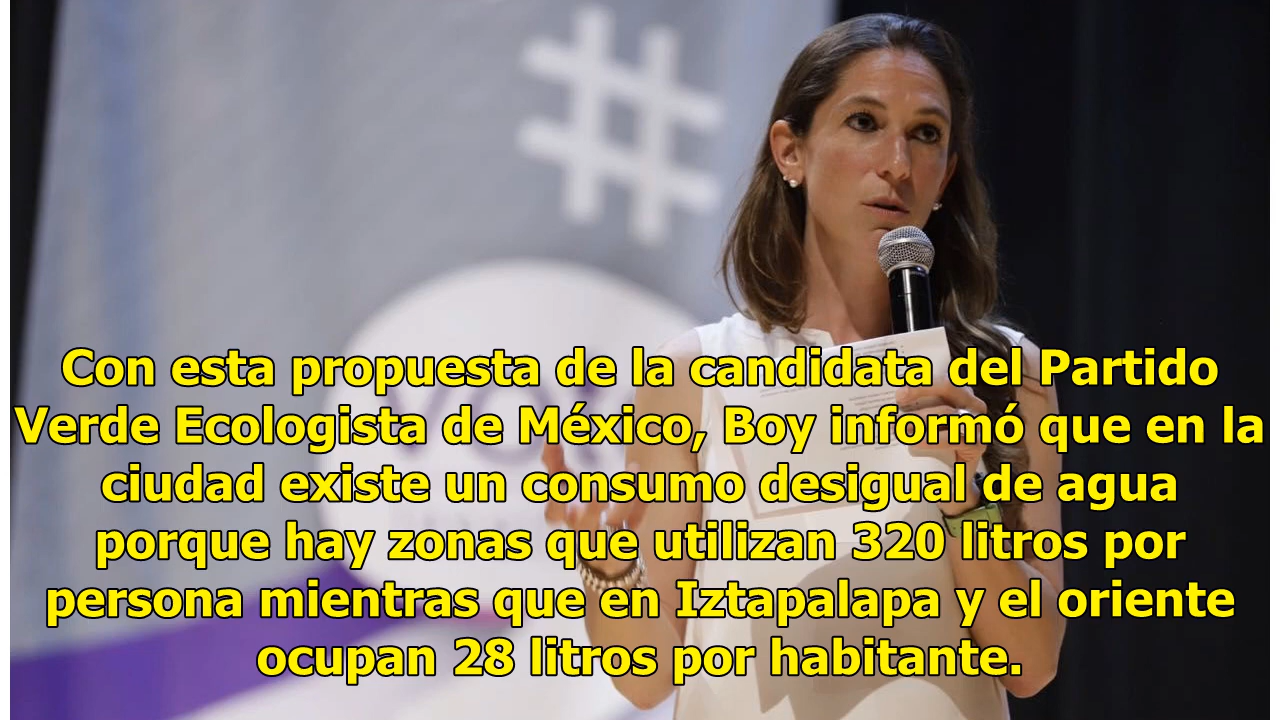 #
Con esta propuesta de la candidata del Partido
Verde Ecologista de México, Boy informó que en la
ciudad existe un consumo desigual de agua
porque hay zonas que utilizan 320 litros por
persona mientras que en Iztapalapa y el oriente
ocupan 28 litros por habitante.